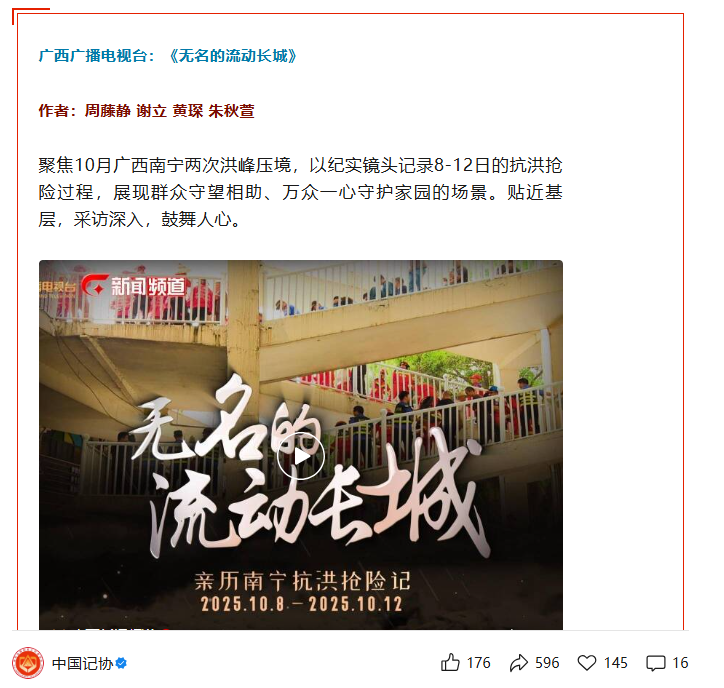 广西广播电视台：《无名的流动长城》
作者：周藤静 谢立 黄琛 朱秋萱
聚焦10月广西南宁两次洪峰压境，以纪实镜头记录8-12日的抗洪抢
险过程，展现群众守望相助、万众一心守护家园的场景。贴近基
层，采访深入，鼓舞人心。
电视台 新闻频道
无名的
流动长城
亲历南宁抗洪抢险记
2025.10.8－2025.10.12
中国记协 176 596 145 16